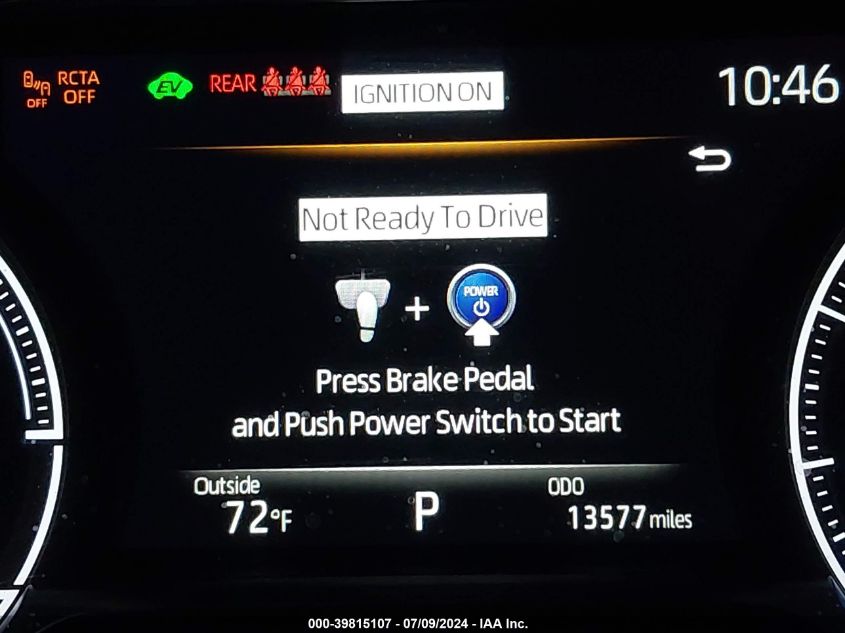 RCTA
OFF
OFF
EV
REAR
IGNITION ON
10:46
Not Ready To Drive
POWER
+
Press Brake Pedal
and Push Power Switch to Start
Outside
72°F
P
ODO
13577 miles
000-39815107 - 07/09/2024 - IAA Inc.